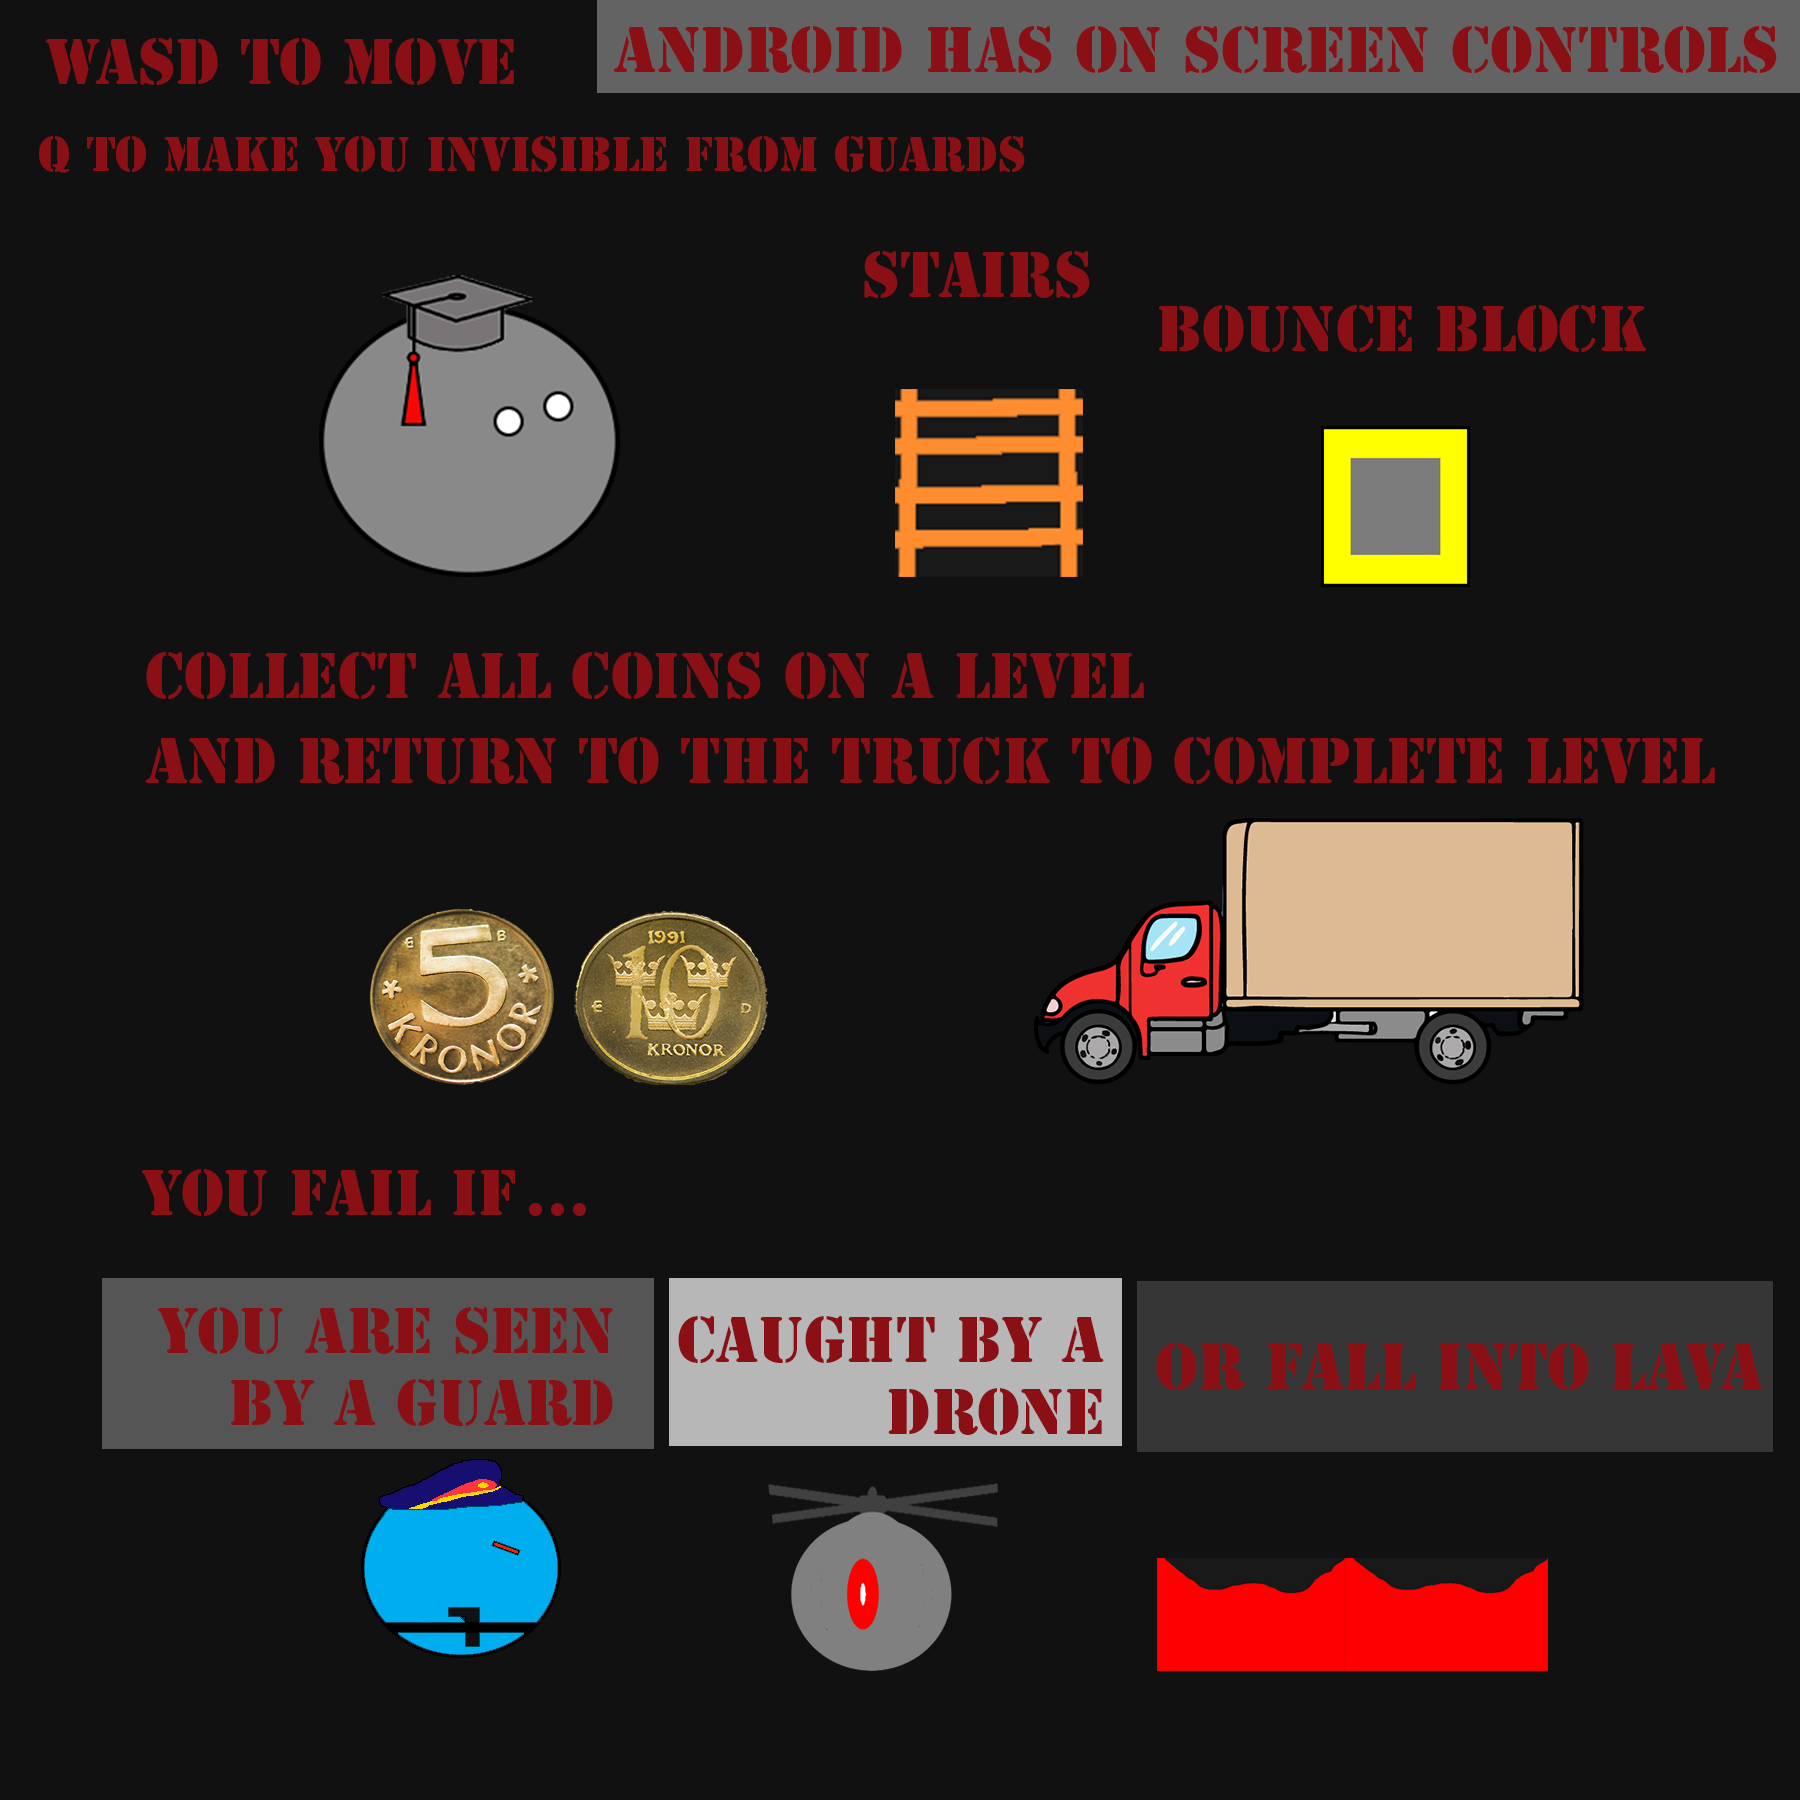 WASD TO MOVE
ANDROID HAS ON SCREEN CONTROLS
Q TO MAKE YOU INVISIBLE FROM GUARDS
STAIRS
BOUNCE BLOCK
COLLECT ALL COINS ON A LEVEL
AND RETURN TO THE TRUCK TO COMPLETE LEVEL
E B
5
KRONOR
1991
10
E D
KRONOR
YOU FAIL IF...
YOU ARE SEEN
BY A GUARD
CAUGHT BY A
DRONE
OR FALL INTO LAVA